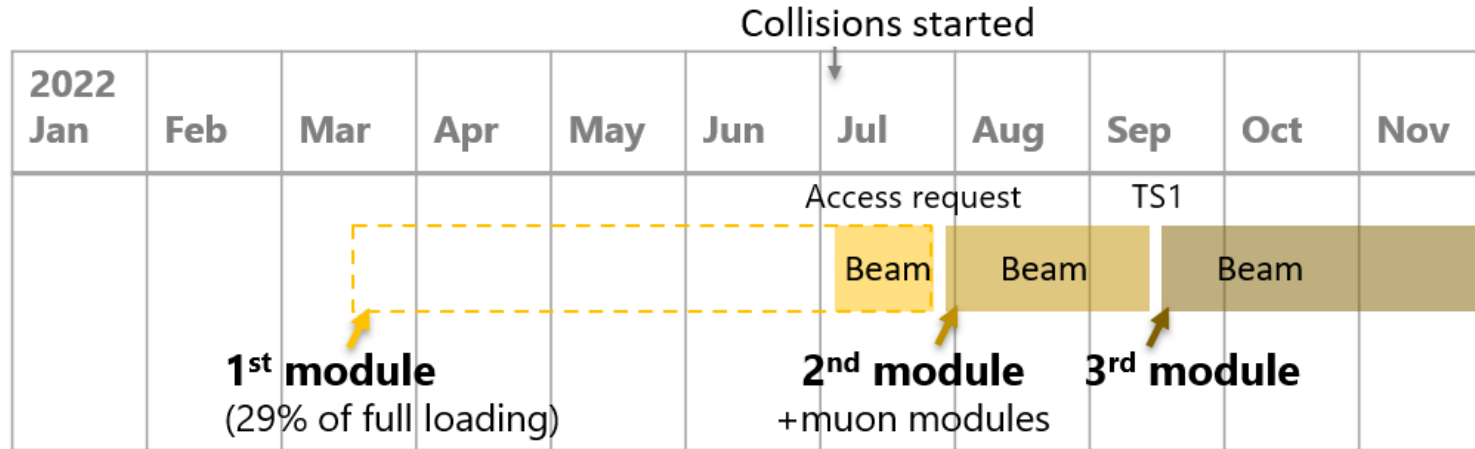 Collisions started
2022
Jan Feb Mar Apr May Jun Jul Aug Sep Oct Nov
Access request TS1
Beam Beam Beam
1st module 2nd module 3rd module
(29% of full loading) +muon modules